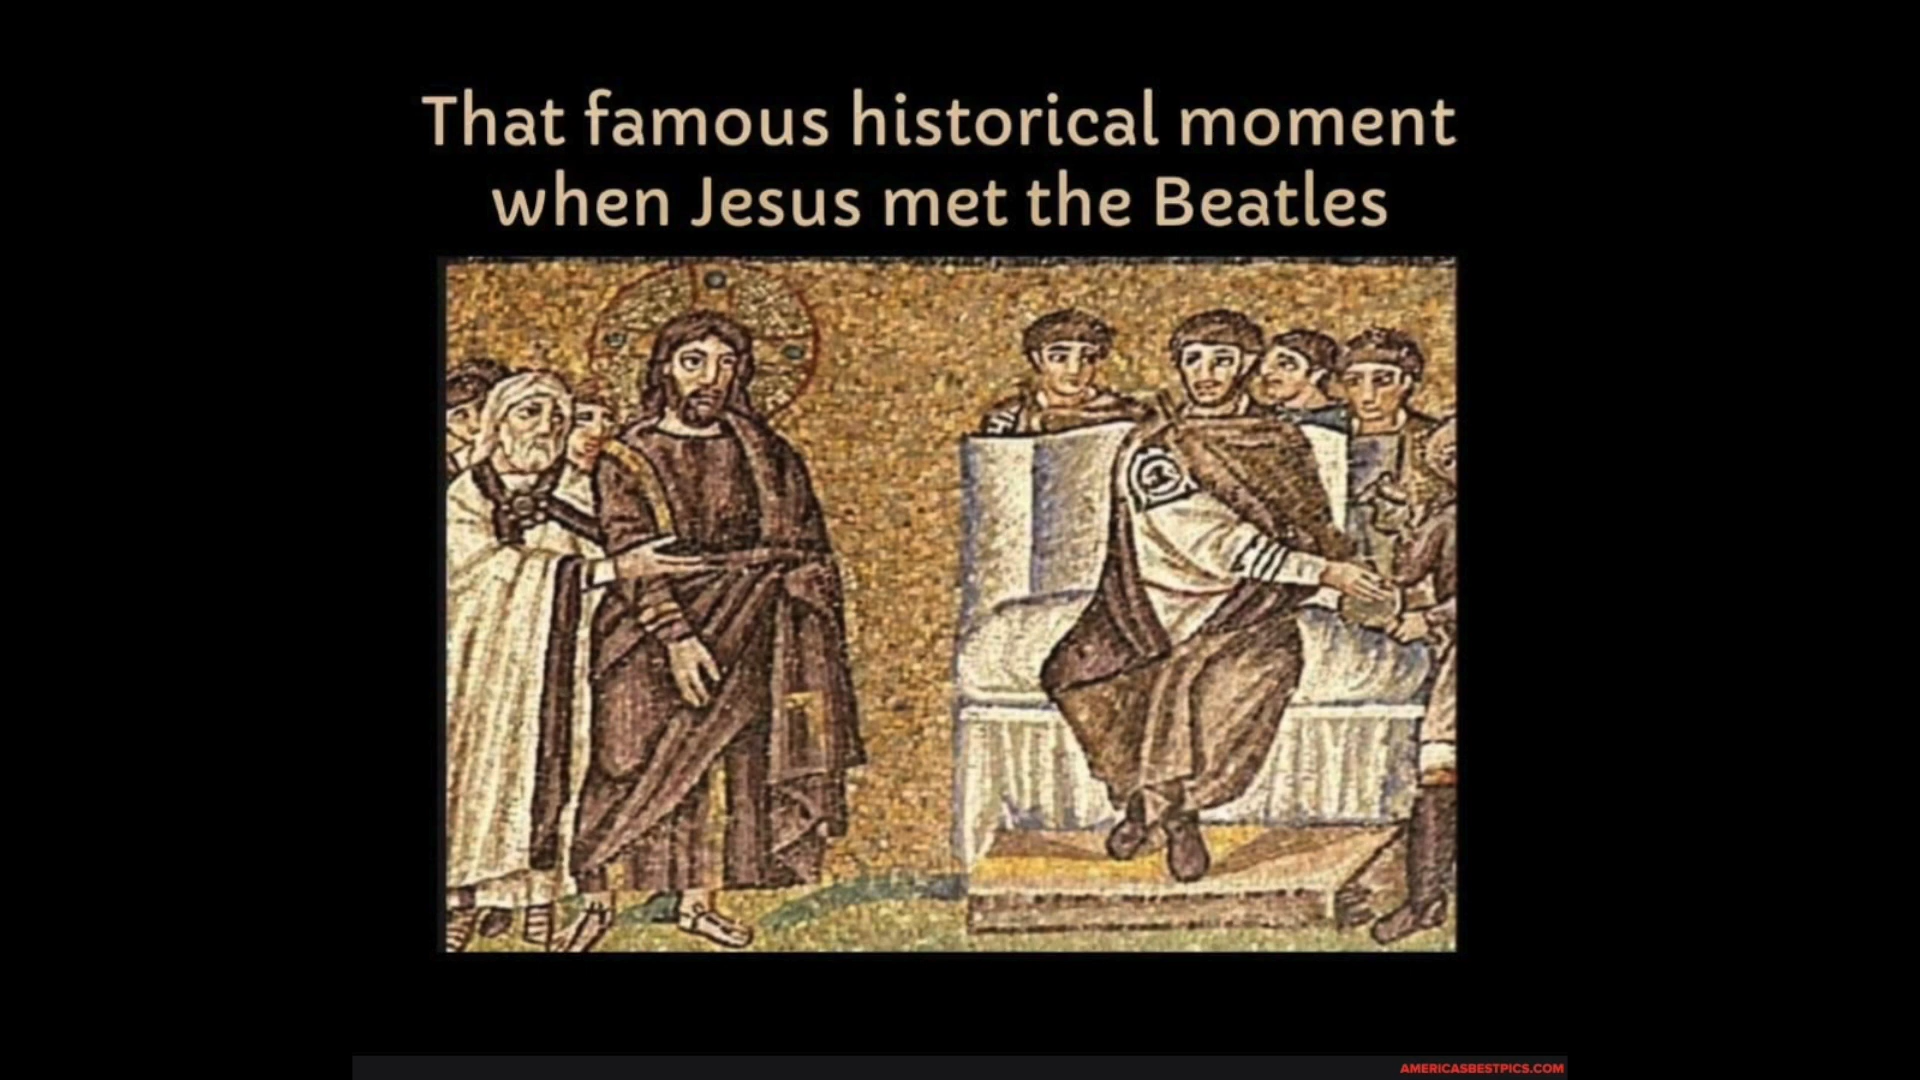 That famous historical moment
when Jesus met the Beatles
AMERICASBESTPICS.COM